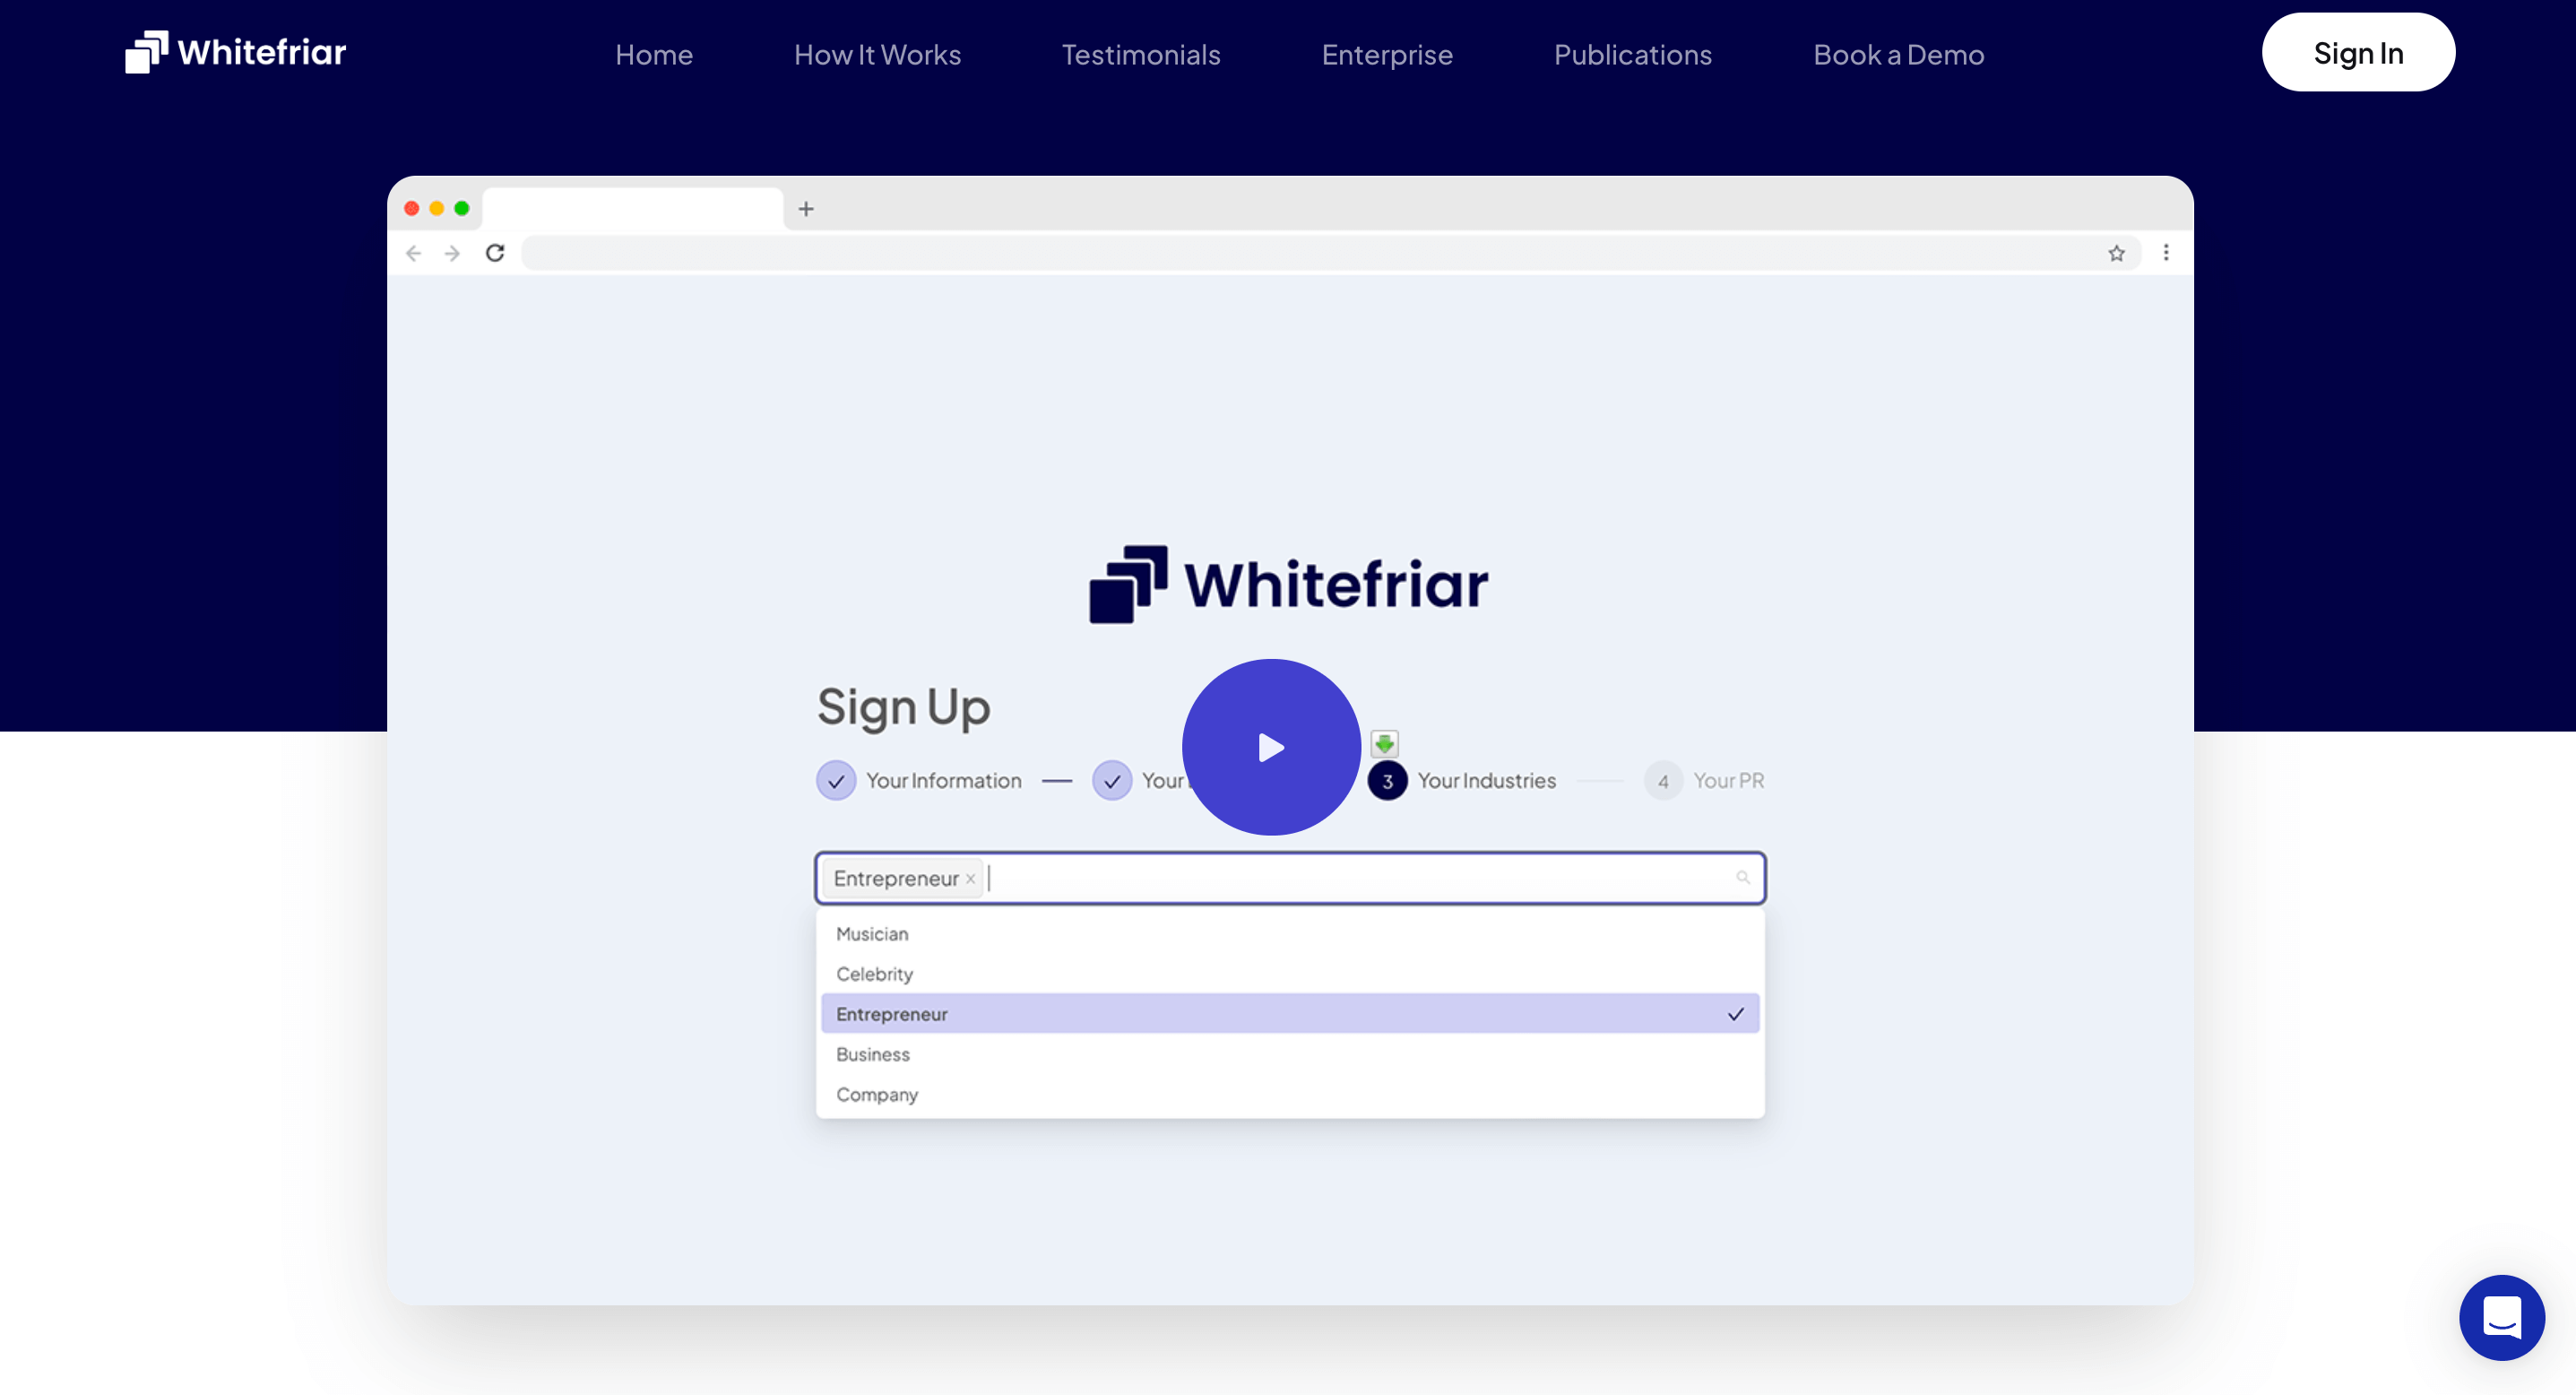 Whitefriar
Home How It Works Testimonials Enterprise Publications Book a Demo
Sign In
Whitefriar
Sign Up
Your Information Your 3 Your Industries 4 Your PR
Entrepreneur
Musician
Celebrity
Entrepreneur
Business
Company